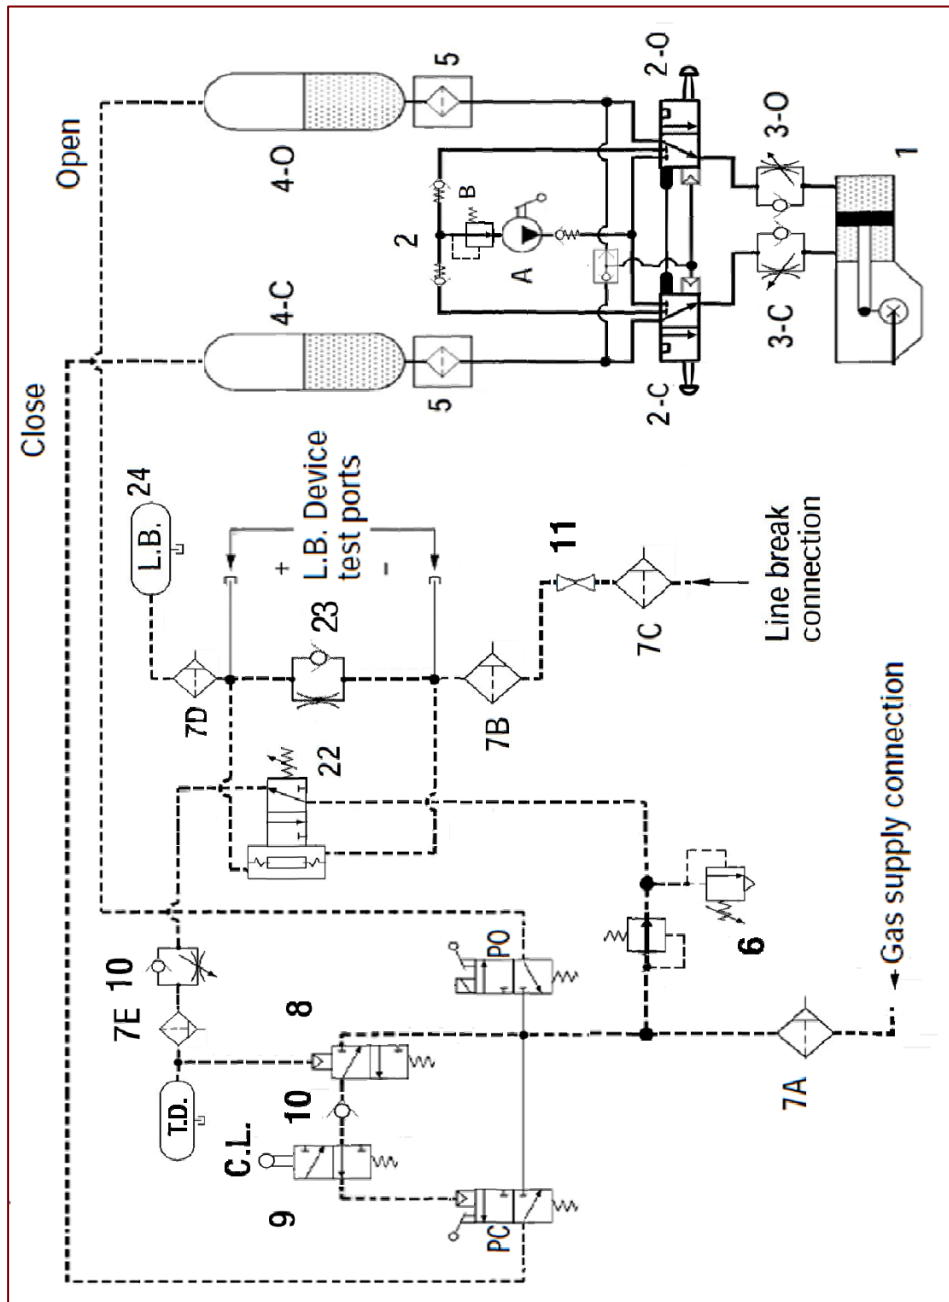 Open
Close
4-O
4-C
5
5
2
B
A
2-O
2-C
3-O
3-C
1
24
L.B.
+
L.B. Device
test ports
-
7D
23
22
7B
11
7C
Line break
connection
10
7E
T.D.
8
10
C.L.
9
PO
PC
6
7A
Gas supply connection